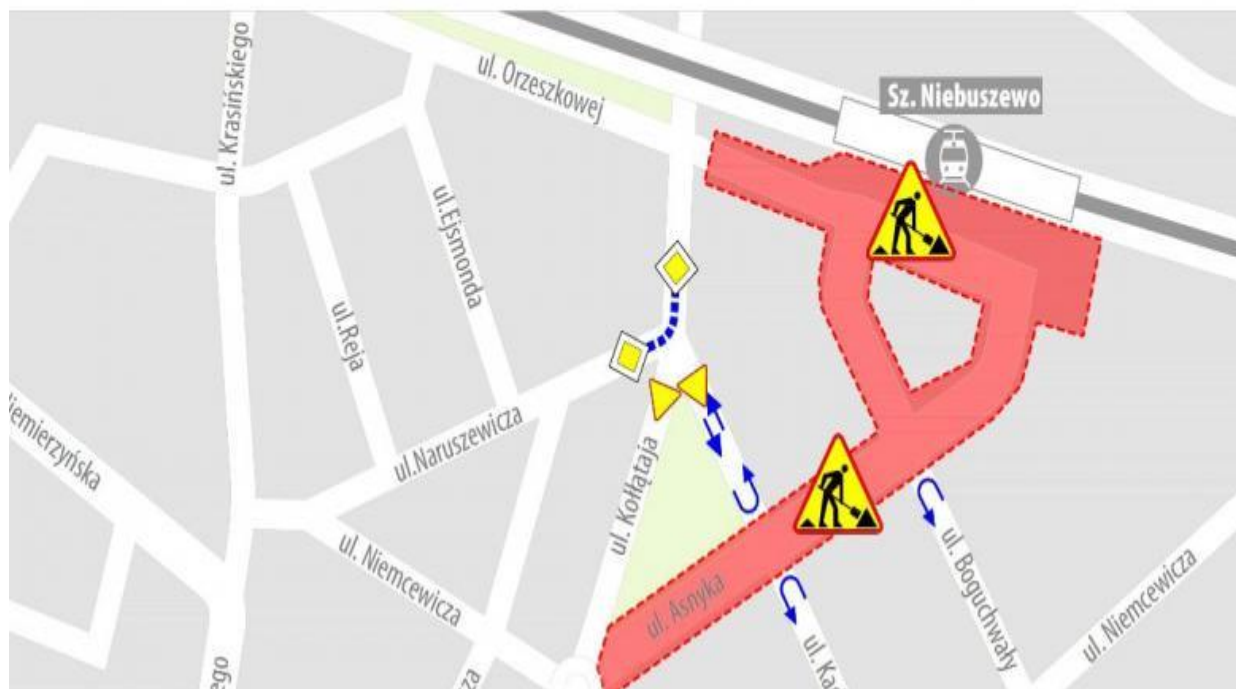 ul. Krasińskiego
ul. Orzeszkowej
Sz. Niebuszewo
ul.Ejsmonda
ul.Reja
ul.Naruszewicza
ul. Kołłątaja
ul. Niemcewicza
ul. Asnyka
ul. Boguchwały
ul. Niemcewicza